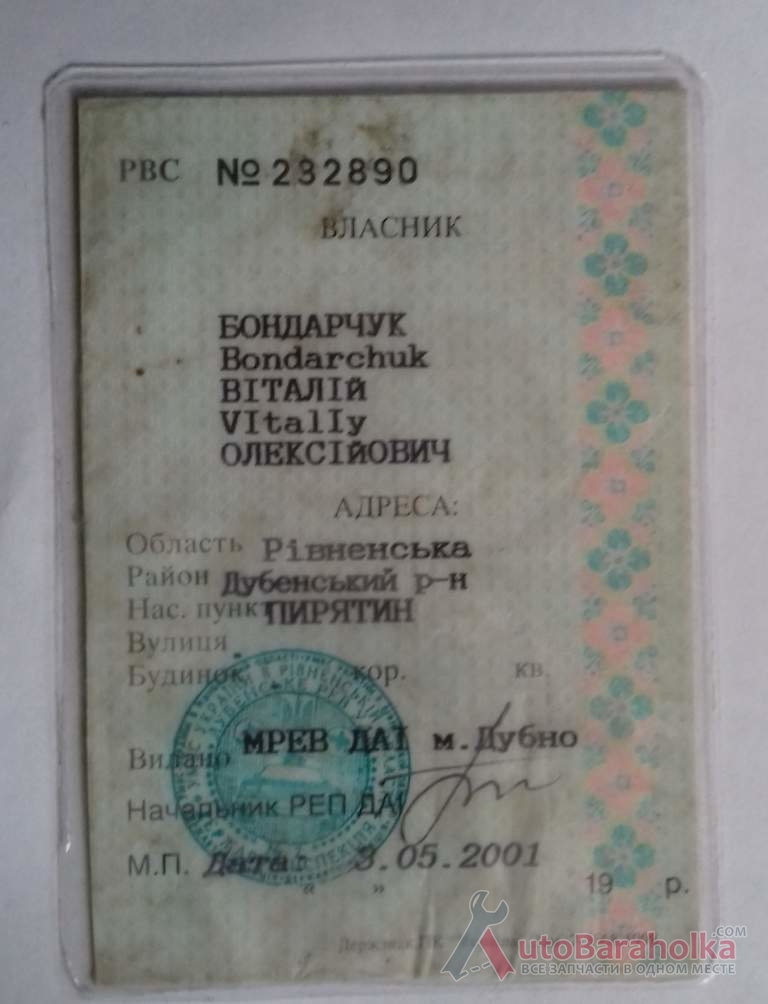 РВС №232890
ВЛАСНИК
БОНДАРЧУК
Bondarchuk
ВІТАЛІЙ
VItalIy
ОЛЕКСІЙОВИЧ
АДРЕСА:
Область Рівненська
Район Дубенський р-н
Нас. пункт ПИРЯТИН
Вулиця
Будинок кор. кв.
Видано МРЕВ ДАІ м.Дубно
Начальник РЕП ДАІ
М.П. Дата: 3.05.2001
« » 19 р.
AutoBaraholka.com
ВСЕ ЗАПЧАСТИ В ОДНОМ МЕСТЕ